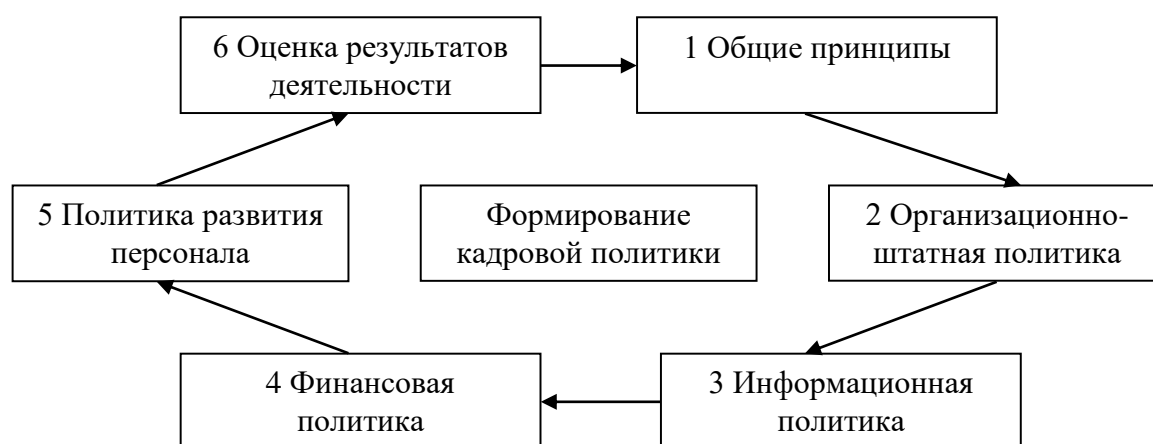 6 Оценка результатов
деятельности
1 Общие принципы
5 Политика развития
персонала
Формирование
кадровой политики
2 Организационно-
штатная политика
4 Финансовая
политика
3 Информационная
политика